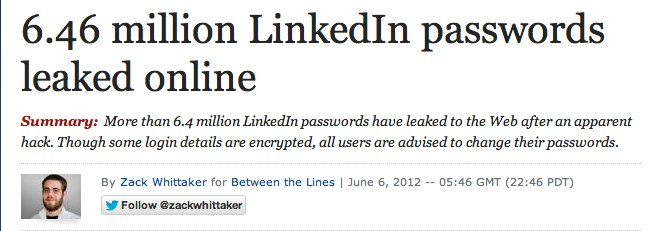 6.46 million LinkedIn passwords
leaked online
Summary: More than 6.4 million LinkedIn passwords have leaked to the Web after an apparent
hack. Though some login details are encrypted, all users are advised to change their passwords.
By Zack Whittaker for Between the Lines | June 6, 2012 -- 05:46 GMT (22:46 PDT)
Follow @zackwhittaker